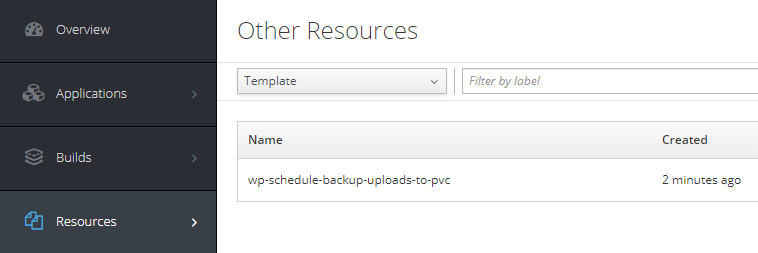 Overview
Applications
Builds
Resources
Other Resources
Template
Filter by label
Name Created
wp-schedule-backup-uploads-to-pvc 2 minutes ago